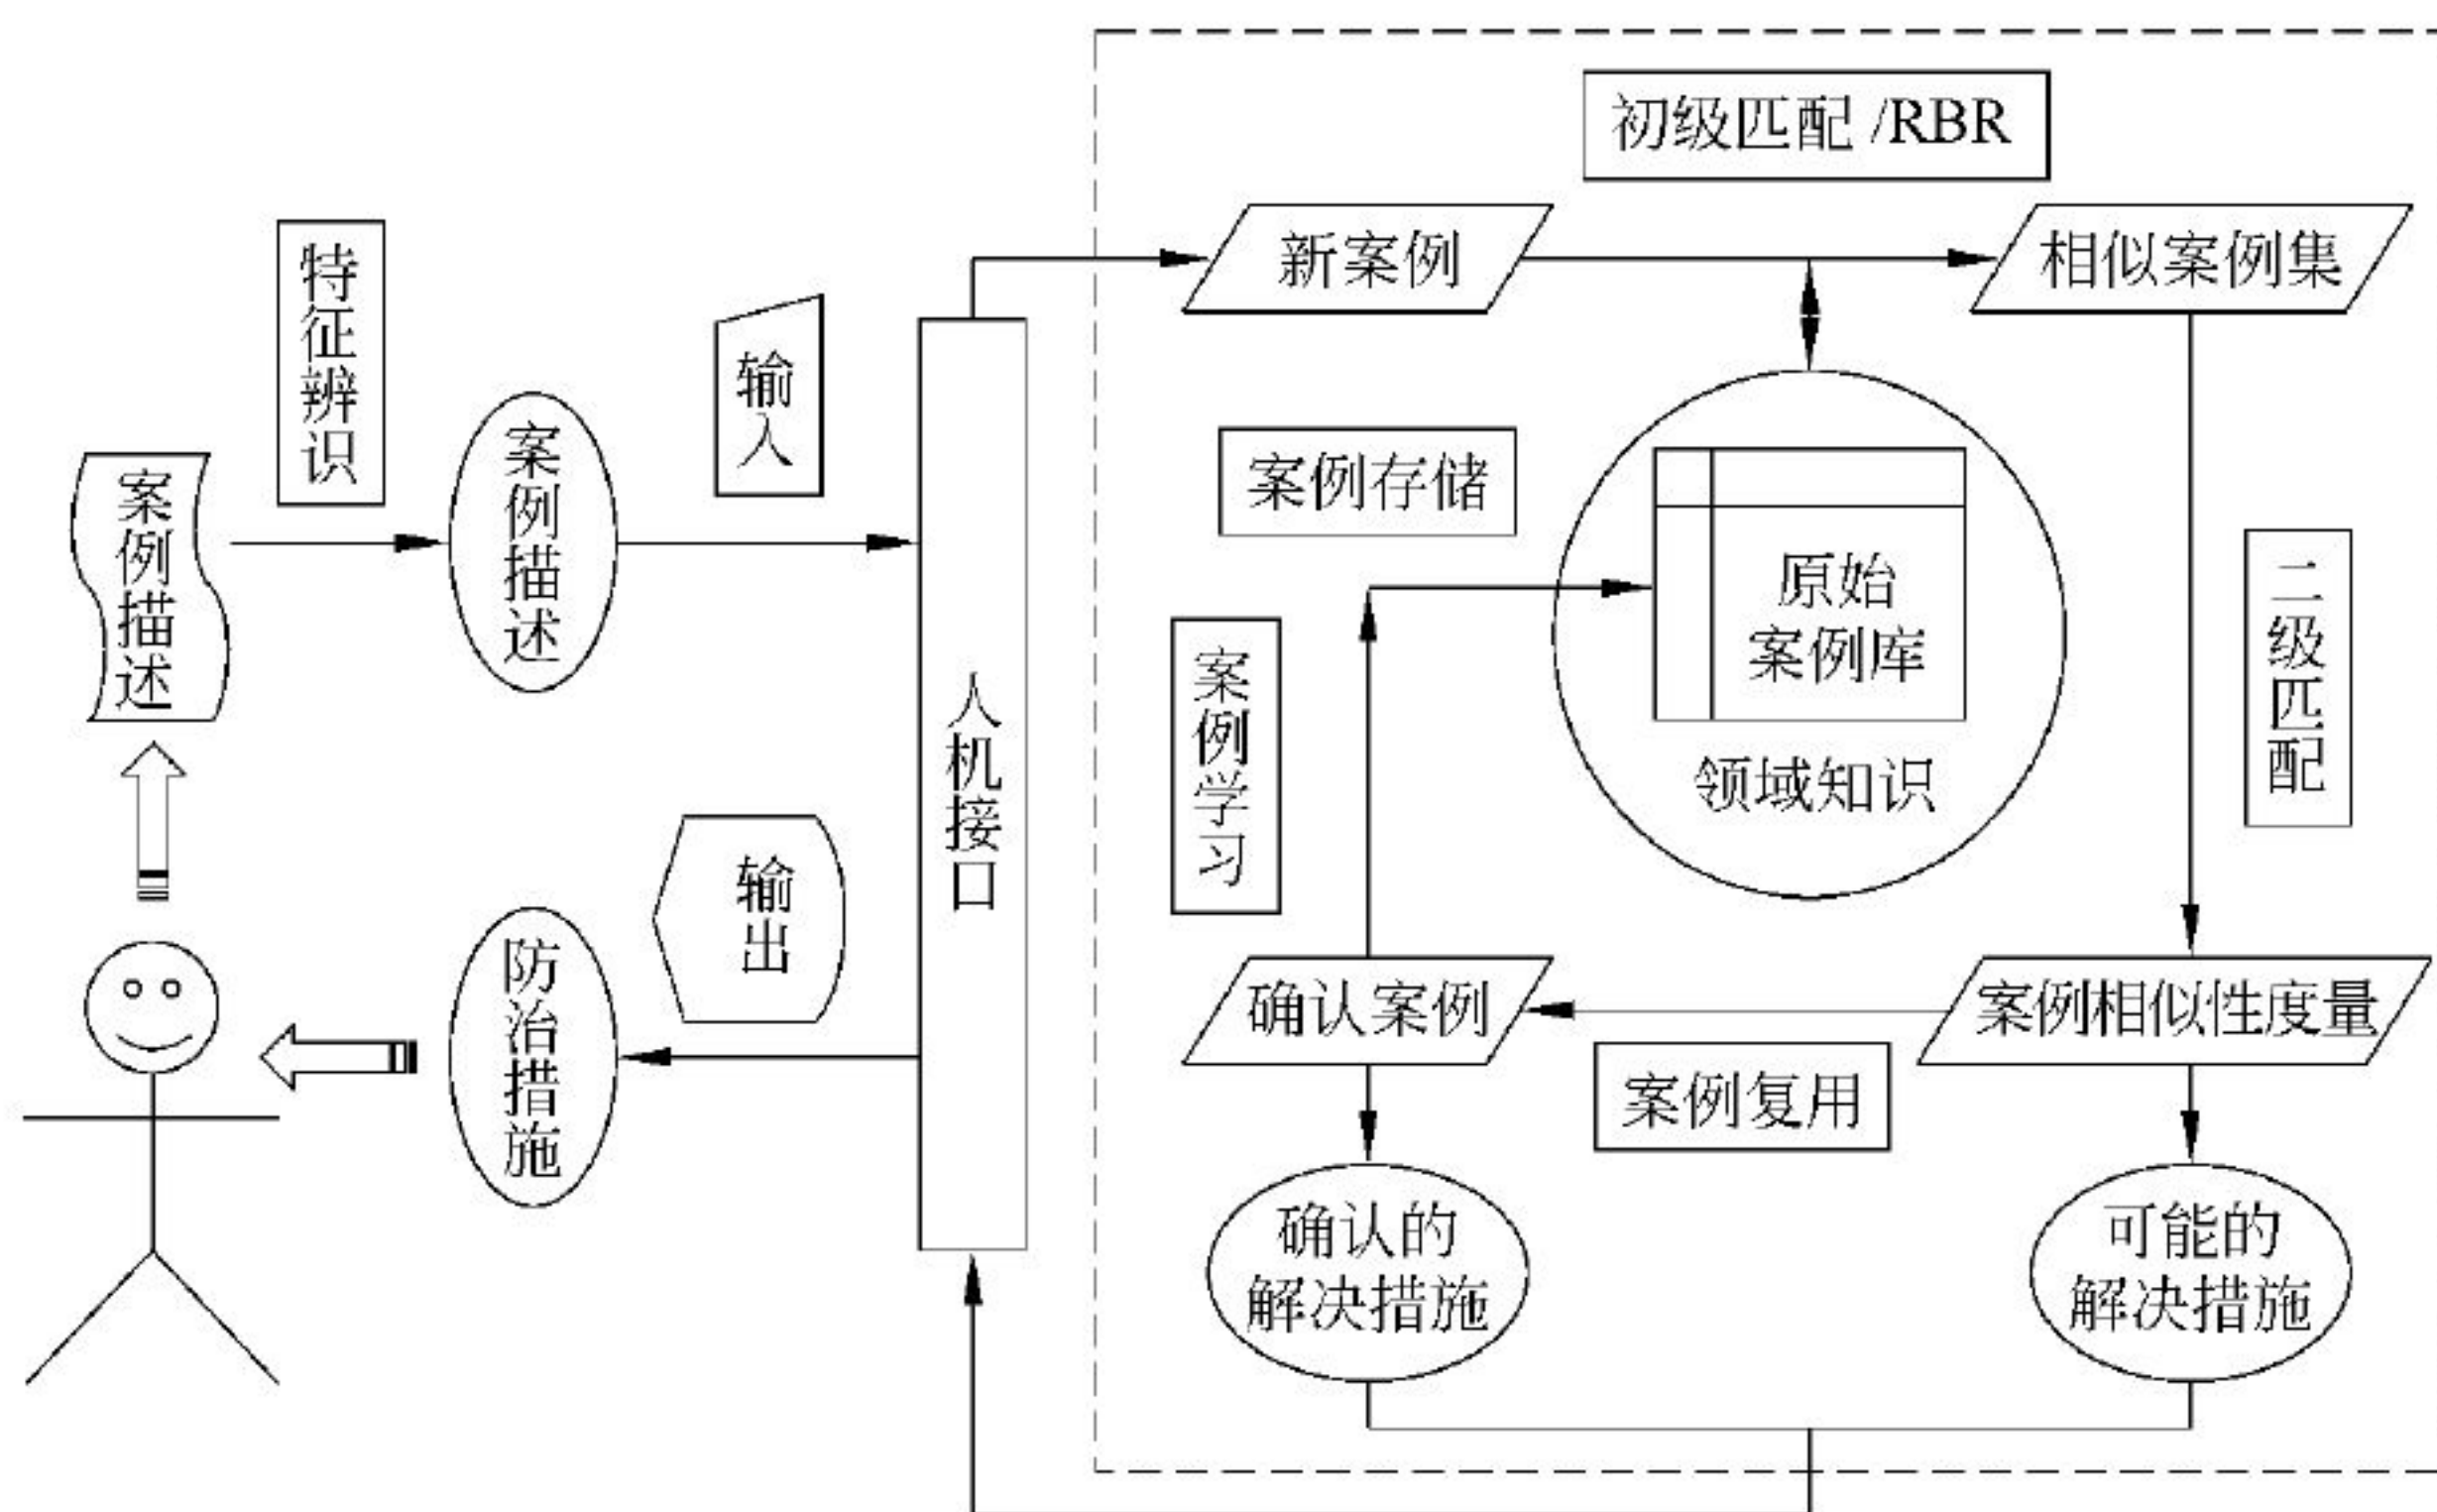 初级匹配 /RBR
特征辨识
输入
新案例
相似案例集
案例描述
案例描述
案例存储
原始
案例库
领域知识
二级匹配
人机接口
案例学习
输出
防治措施
确认案例
案例相似性度量
案例复用
确认的
解决措施
可能的
解决措施